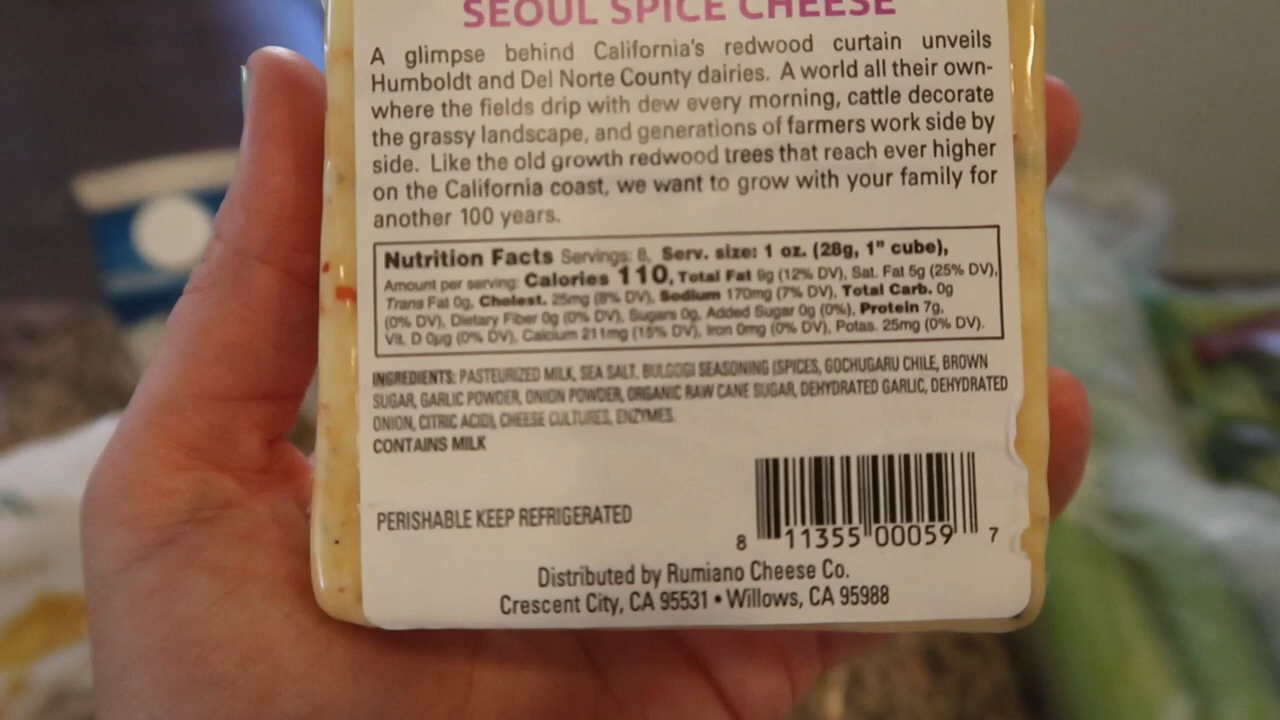 SEOUL SPICE CHEESE
A glimpse behind California's redwood curtain unveils
Humboldt and Del Norte County dairies. A world all their own-
where the fields drip with dew every morning, cattle decorate
the grassy landscape, and generations of farmers work side by
side. Like the old growth redwood trees that reach ever higher
on the California coast, we want to grow with your family for
another 100 years.
Nutrition Facts Servings: 8, Serv. size: 1 oz. (28g, 1” cube),
Amount per serving: Calories 110, Total Fat 9g (12% DV), Sat. Fat 5g (25% DV),
Trans Fat 0g, Cholest. 25mg (8% DV), Sodium 170mg (7% DV), Total Carb. 0g
(0% DV), Dietary Fiber 0g (0% DV), Sugars 0g, Added Sugar 0g (0%), Protein 7g,
Vit. D 0µg (0% DV), Calcium 211mg (15% DV), Iron 0mg (0% DV), Potas. 25mg (0% DV).
INGREDIENTS: PASTEURIZED MILK, SEA SALT, BULGOGI SEASONING (SPICES, GOCHUGARU CHILE, BROWN
SUGAR, GARLIC POWDER, ONION POWDER, ORGANIC RAW CANE SUGAR, DEHYDRATED GARLIC, DEHYDRATED
ONION, CITRIC ACID), CHEESE CULTURES, ENZYMES.
CONTAINS MILK
PERISHABLE KEEP REFRIGERATED
8 11355 00059 7
Distributed by Rumiano Cheese Co.
Crescent City, CA 95531 • Willows, CA 95988